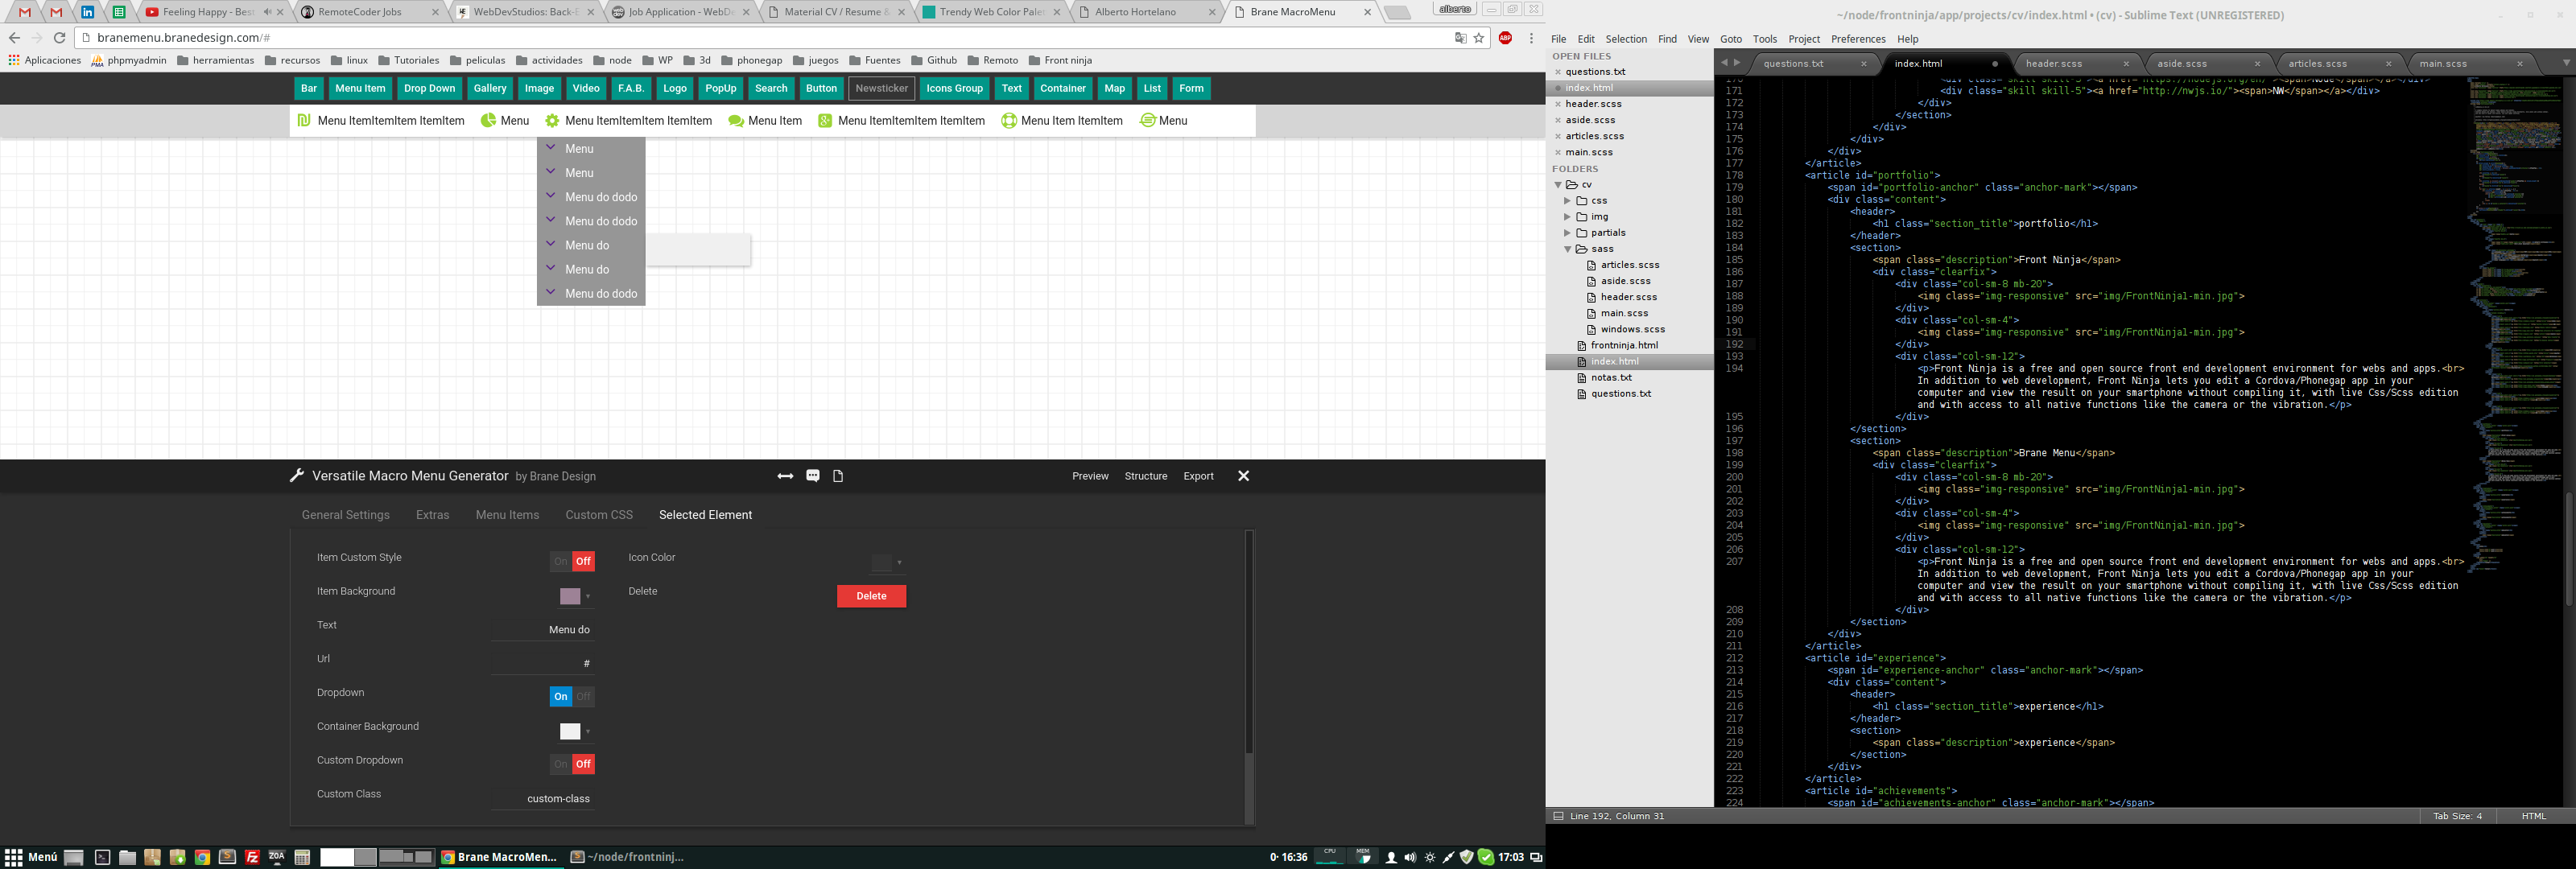 Feeling Happy - Bes
RemoteCoder Jobs
WebDevStudios: Back-E
Job Application - WebDe
Material CV / Resume &
Trendy Web Color Pale
Alberto Hortelano
Brane MacroMenu
alberto
branemenu.branedesign.com/#
Aplicaciones phpmyadmin herramientas recursos linux Tutoriales peliculas actividades node WP 3d phonegap juegos Fuentes Github Remoto Front ninja
Bar Menu Item Drop Down Gallery Image Video F.A.B. Logo PopUp Search Button Newsticker Icons Group Text Container Map List Form
Menu ItemItemItem ItemItem Menu Menu ItemItemItem ItemItem Menu Item Menu ItemItemItem ItemItem Menu Item ItemItem Menu
Menu
Menu
Menu do dodo
Menu do dodo
Menu do
Menu do
Menu do dodo
Versatile Macro Menu Generator by Brane Design
Preview Structure Export
General Settings Extras Menu Items Custom CSS Selected Element
Item Custom Style On Off Icon Color
Item Background Delete Delete
Text Menu do
Url #
Dropdown On Off
Container Background
Custom Dropdown On Off
Custom Class custom-class
Menú Brane MacroMen... ~/node/frontninj... 0· 16:36 CPU MEM 17:03
~/node/frontninja/app/projects/cv/index.html • (cv) - Sublime Text (UNREGISTERED)
File Edit Selection Find View Goto Tools Project Preferences Help
OPEN FILES
questions.txt
index.html
header.scss
aside.scss
articles.scss
main.scss
FOLDERS
cv
css
img
partials
sass
articles.scss
aside.scss
header.scss
main.scss
windows.scss
frontninja.html
index.html
notas.txt
questions.txt
questions.txt index.html header.scss aside.scss articles.scss main.scss
171 <div class="skill skill-5"><a href="http://nwjs.io/"><span>NW</span></a></div>
172 </div>
173 </section>
174 </div>
175 </div>
176 </div>
177 </article>
178 <article id="portfolio">
179 <span id="portfolio-anchor" class="anchor-mark"></span>
180 <div class="content">
181 <header>
182 <h1 class="section_title">portfolio</h1>
183 </header>
184 <section>
185 <span class="description">Front Ninja</span>
186 <div class="clearfix">
187 <div class="col-sm-8 mb-20">
188 <img class="img-responsive" src="img/FrontNinja1-min.jpg">
189 </div>
190 <div class="col-sm-4">
191 <img class="img-responsive" src="img/FrontNinja1-min.jpg">
192 </div>
193 <div class="col-sm-12">
194 <p>Front Ninja is a free and open source front end development environment for webs and apps.<br>
In addition to web development, Front Ninja lets you edit a Cordova/Phonegap app in your
computer and view the result on your smartphone without compiling it, with live Css/Scss edition
and with access to all native functions like the camera or the vibration.</p>
195 </div>
196 </section>
197 <section>
198 <span class="description">Brane Menu</span>
199 <div class="clearfix">
200 <div class="col-sm-8 mb-20">
201 <img class="img-responsive" src="img/FrontNinja1-min.jpg">
202 </div>
203 <div class="col-sm-4">
204 <img class="img-responsive" src="img/FrontNinja1-min.jpg">
205 </div>
206 <div class="col-sm-12">
207 <p>Front Ninja is a free and open source front end development environment for webs and apps.<br>
In addition to web development, Front Ninja lets you edit a Cordova/Phonegap app in your
computer and view the result on your smartphone without compiling it, with live Css/Scss edition
and with access to all native functions like the camera or the vibration.</p>
208 </div>
209 </section>
210 </div>
211 </article>
212 <article id="experience">
213 <span id="experience-anchor" class="anchor-mark"></span>
214 <div class="content">
215 <header>
216 <h1 class="section_title">experience</h1>
217 </header>
218 <section>
219 <span class="description">experience</span>
220 </section>
221 </div>
222 </article>
223 <article id="achievements">
224 <span id="achievements-anchor" class="anchor-mark"></span>
Line 192, Column 31 Tab Size: 4 HTML